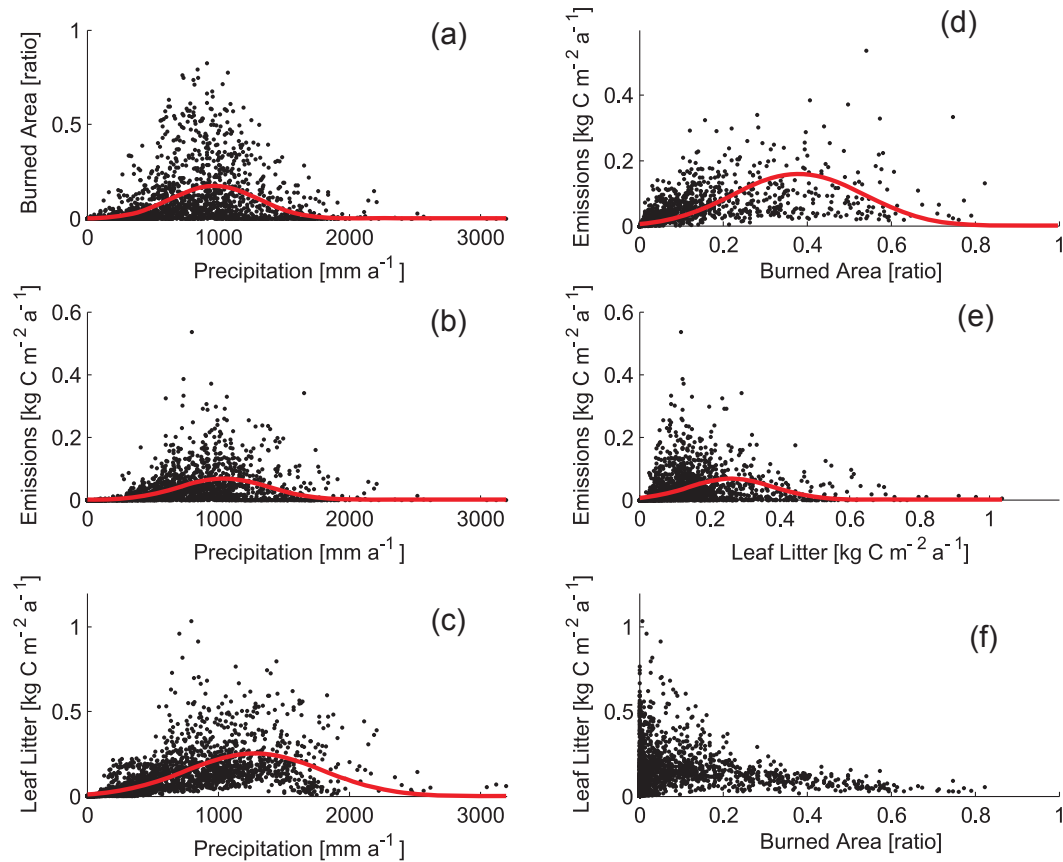 (a)
Burned Area [ratio]
1
0.5
0
0 1000 2000 3000
Precipitation [mm a⁻¹]
(d)
Emissions [kg C m⁻² a⁻¹]
0.4
0.2
0
0 0.2 0.4 0.6 0.8 1
Burned Area [ratio]
(b)
Emissions [kg C m⁻² a⁻¹]
0.6
0.4
0.2
0
0 1000 2000 3000
Precipitation [mm a⁻¹]
(e)
Emissions [kg C m⁻² a⁻¹]
0.6
0.4
0.2
0
0 0.2 0.4 0.6 0.8 1
Leaf Litter [kg C m⁻² a⁻¹]
(c)
Leaf Litter [kg C m⁻² a⁻¹]
1
0.5
0
0 1000 2000 3000
Precipitation [mm a⁻¹]
(f)
Leaf Litter [kg C m⁻² a⁻¹]
1
0.5
0
0 0.2 0.4 0.6 0.8 1
Burned Area [ratio]